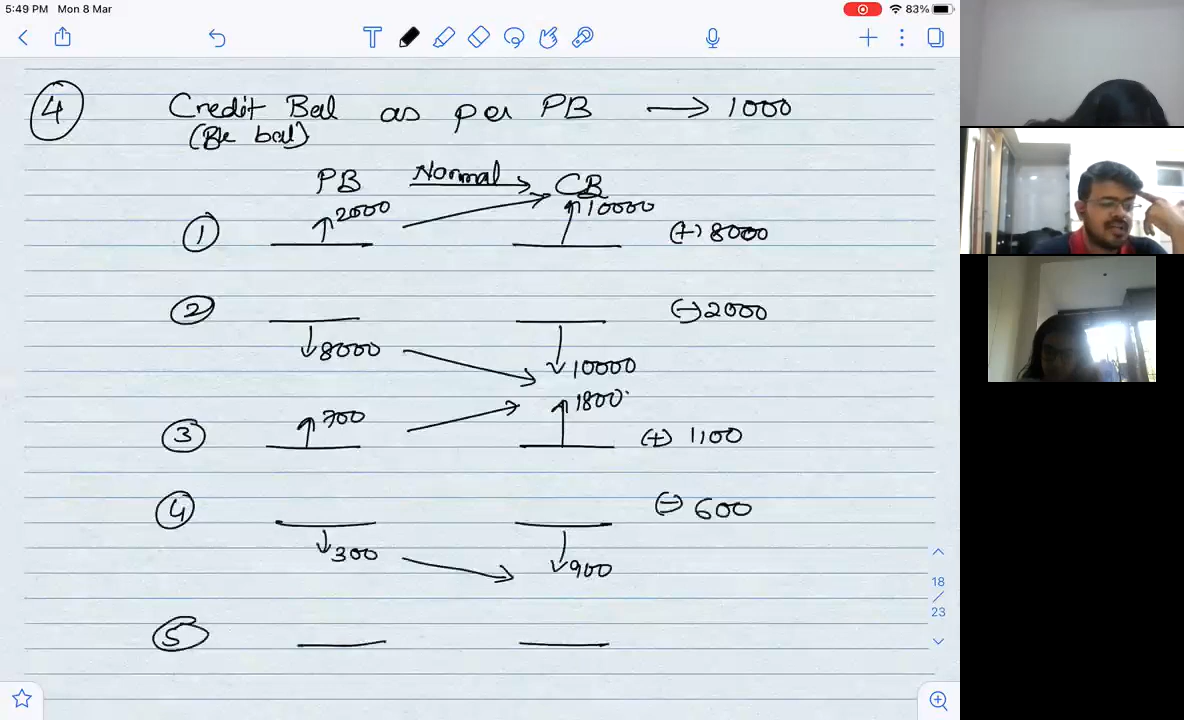 5:49 PM Mon 8 Mar
83%
4 Credit Bal as per PB → 1000
(Bk bal)
PB Normal CB
1 ↑2000 ↑10000 (+) 8000
2 (-) 2000
↓8000 ↓10000
3 ↑700 ↑1800 (+) 1100
4 (-) 600
↓300 ↓900
5
18
/
23